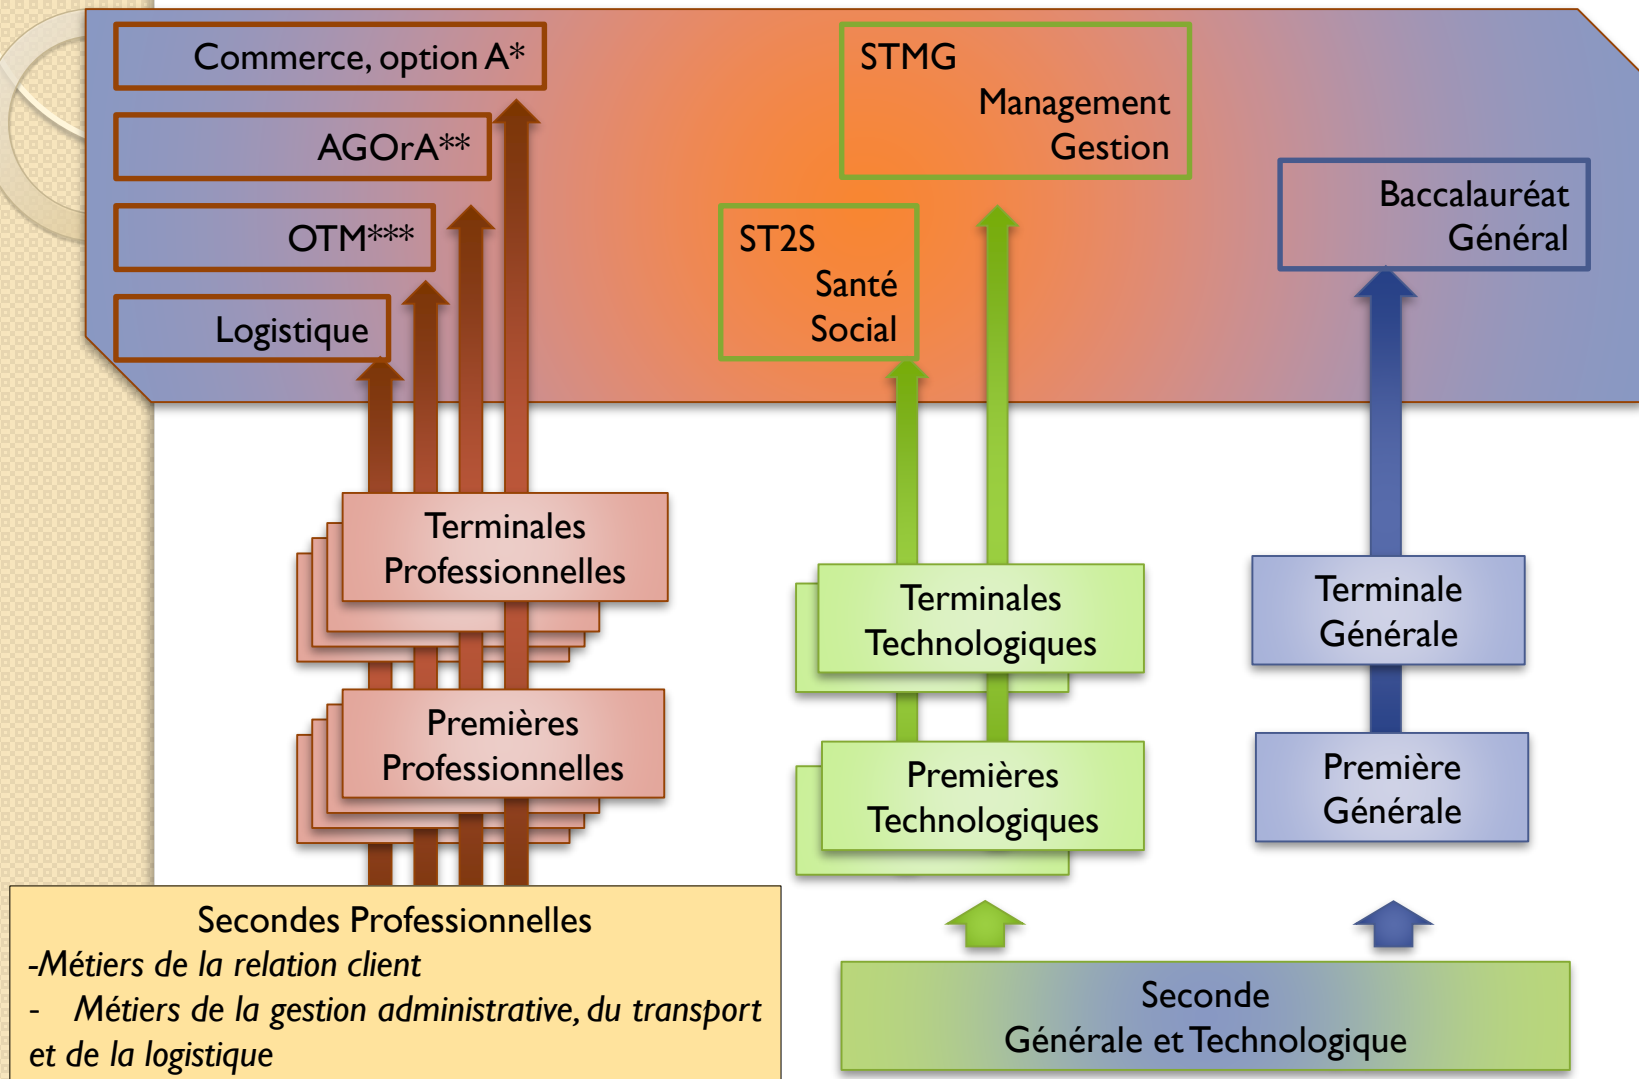 Commerce, option A*
AGOrA**
OTM***
Logistique
STMG
Management
Gestion
ST2S
Santé
Social
Baccalauréat
Général
Terminales
Professionnelles
Terminales
Technologiques
Terminale
Générale
Premières
Professionnelles
Premières
Technologiques
Première
Générale
Secondes Professionnelles
-Métiers de la relation client
- Métiers de la gestion administrative, du transport
et de la logistique
Seconde
Générale et Technologique